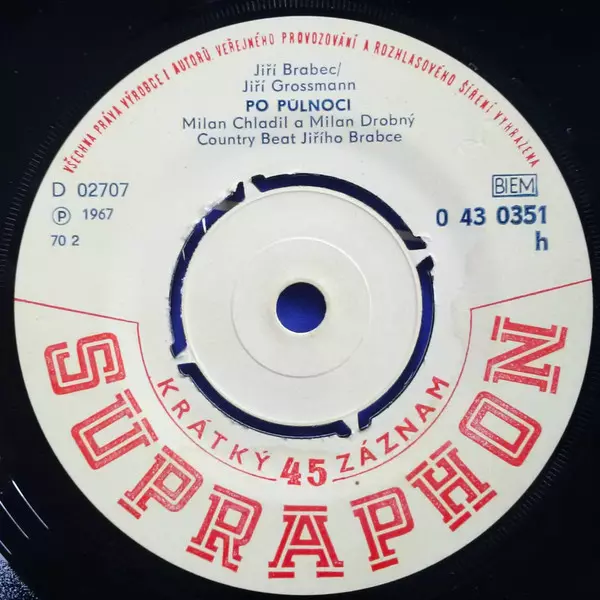 VŠECHNA PRÁVA VÝROBCE I AUTORŮ VEŘEJNÉHO PROVOZOVÁNÍ A ROZHLASOVÉHO ŠÍŘENÍ VYHRAZENA
Jiří Brabec/
Jiří Grossmann
PO PŮLNOCI
Milan Chladil a Milan Drobný
Country Beat Jiřího Brabce
D 02707
Ⓟ 1967
70 2
BIEM
0 43 0351
h
KRÁTKÝ 45 ZÁZNAM
SUPRAPHON